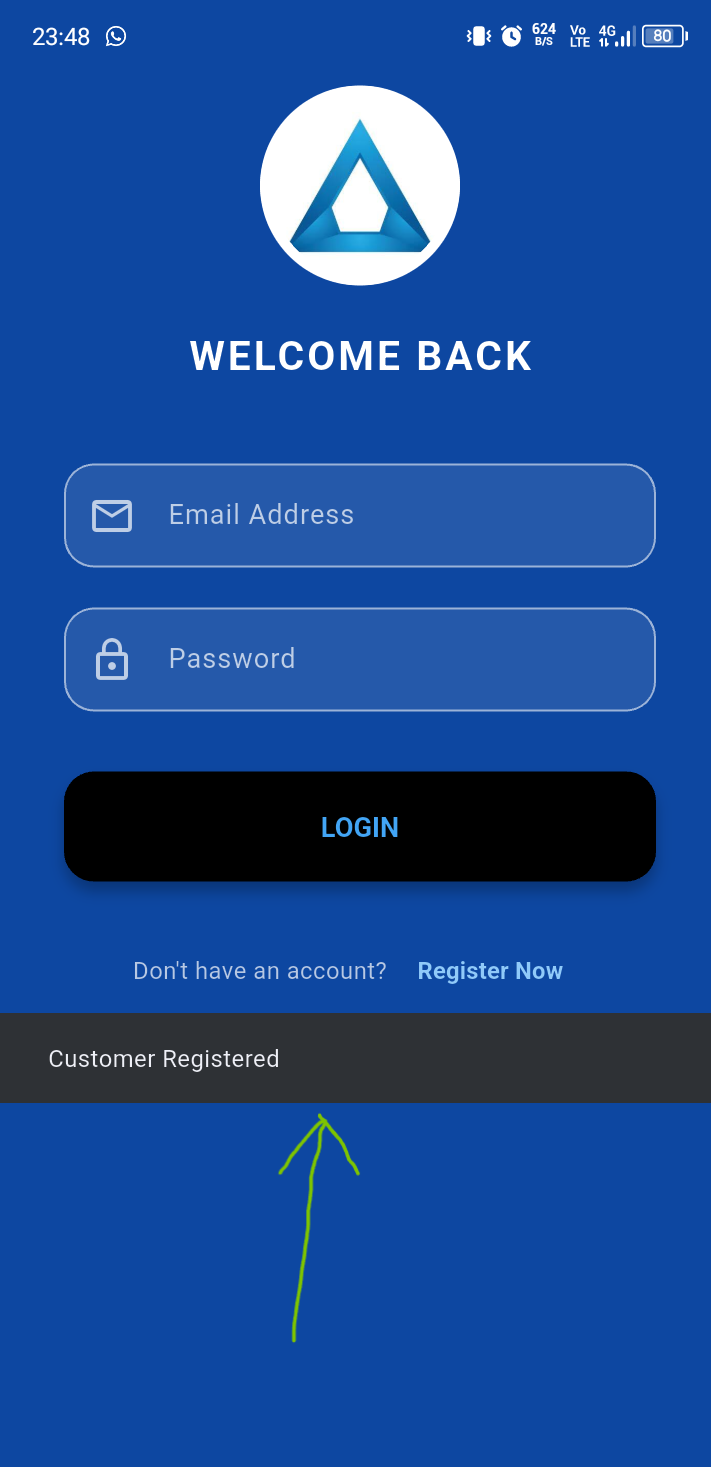 23:48 624 B/S Vo LTE 4G 80
WELCOME BACK
Email Address
Password
LOGIN
Don't have an account? Register Now
Customer Registered